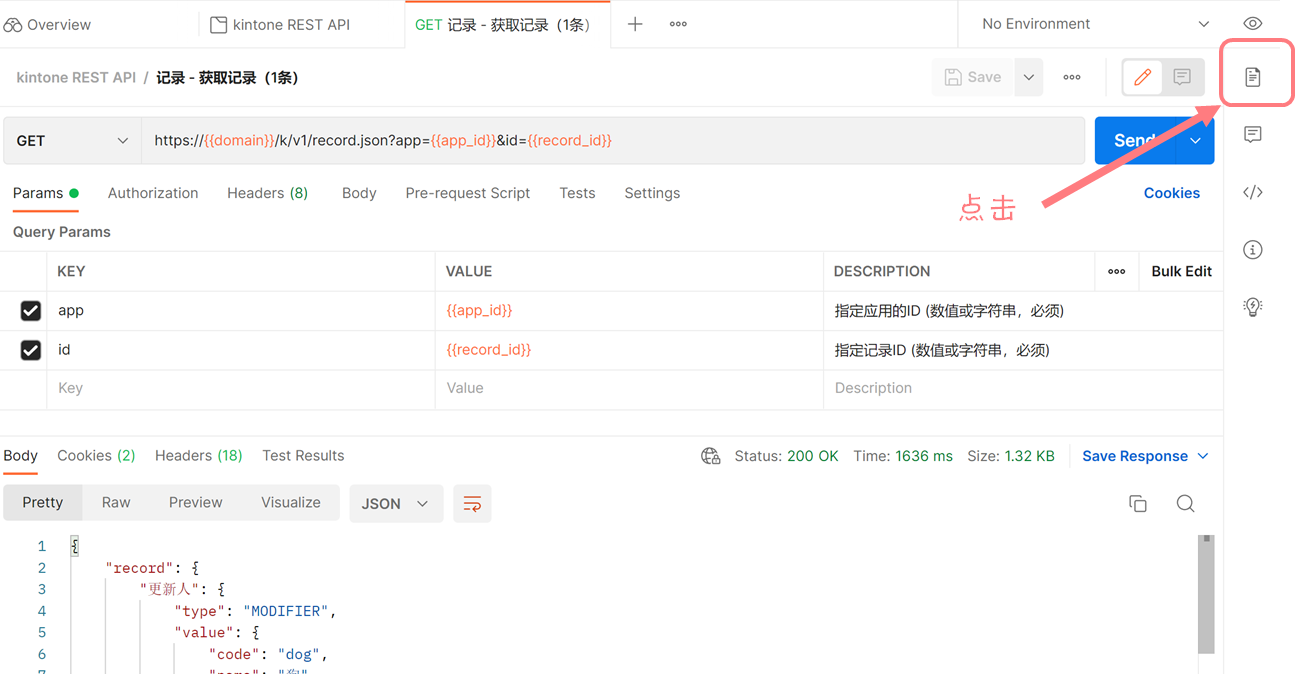 Overview
kintone REST API
GET 记录 - 获取记录（1条）
No Environment
kintone REST API / 记录 - 获取记录（1条）
Save
GET
https://{{domain}}/k/v1/record.json?app={{app_id}}&id={{record_id}}
Send
Params
Authorization
Headers (8)
Body
Pre-request Script
Tests
Settings
点击
Cookies
Query Params
KEY
VALUE
DESCRIPTION
Bulk Edit
app
{{app_id}}
指定应用的ID (数值或字符串，必须)
id
{{record_id}}
指定记录ID (数值或字符串，必须)
Key
Value
Description
Body
Cookies (2)
Headers (18)
Test Results
Status: 200 OK
Time: 1636 ms
Size: 1.32 KB
Save Response
Pretty
Raw
Preview
Visualize
JSON
1 {
2 "record": {
3 "更新人": {
4 "type": "MODIFIER",
5 "value": {
6 "code": "dog",